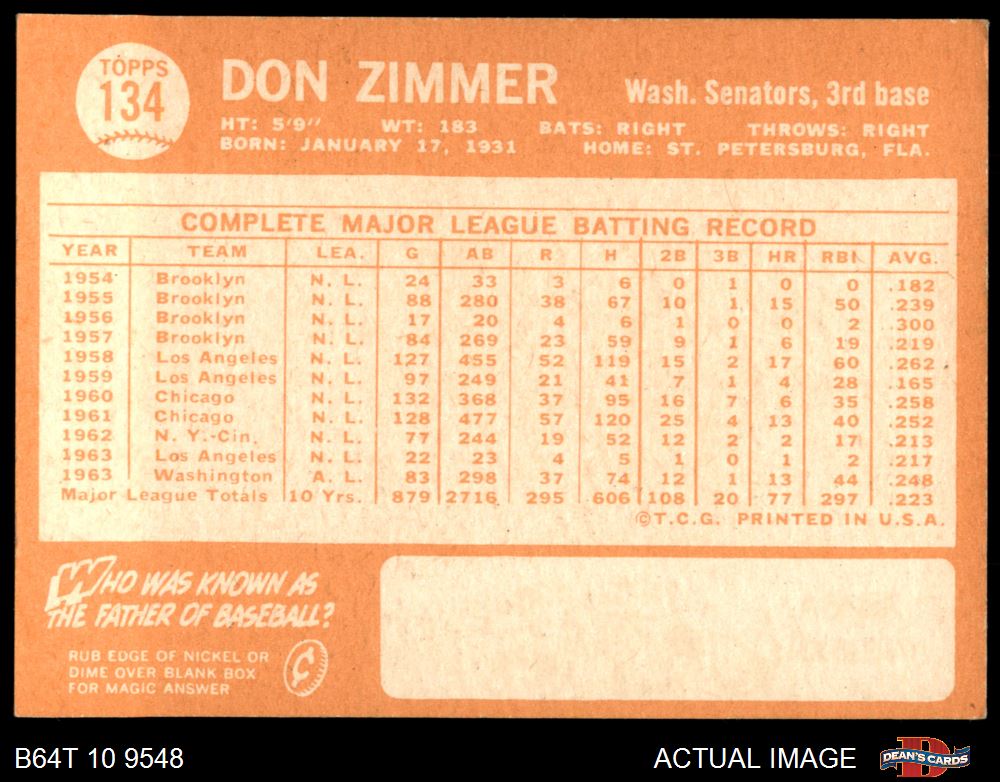 TOPPS
134
DON ZIMMER
Wash. Senators, 3rd base
HT: 5'9" WT: 183 BATS: RIGHT THROWS: RIGHT
BORN: JANUARY 17, 1931 HOME: ST. PETERSBURG, FLA.
COMPLETE MAJOR LEAGUE BATTING RECORD
YEAR TEAM LEA. G AB R H 2B 3B HR RBI AVG.
1954 Brooklyn N. L. 24 33 3 6 0 1 0 0 .182
1955 Brooklyn N. L. 88 280 38 67 10 1 15 50 .239
1956 Brooklyn N. L. 17 20 4 6 1 0 0 2 .300
1957 Brooklyn N. L. 84 269 23 59 9 1 6 19 .219
1958 Los Angeles N. L. 127 455 52 119 15 2 17 60 .262
1959 Los Angeles N. L. 97 249 21 41 7 1 4 28 .165
1960 Chicago N. L. 132 368 37 95 16 7 6 35 .258
1961 Chicago N. L. 128 477 57 120 25 4 13 40 .252
1962 N. Y.-Cin. N. L. 77 244 19 52 12 2 2 17 .213
1963 Los Angeles N. L. 22 23 4 5 1 0 1 2 .217
1963 Washington A. L. 83 298 37 74 12 1 13 44 .248
Major League Totals 10 Yrs. 879 2716 295 606 108 20 77 297 .223
©T.C.G. PRINTED IN U.S.A.
WHO WAS KNOWN AS
THE FATHER OF BASEBALL?
RUB EDGE OF NICKEL OR
DIME OVER BLANK BOX
FOR MAGIC ANSWER
B64T 10 9548
ACTUAL IMAGE
DEAN'S CARDS